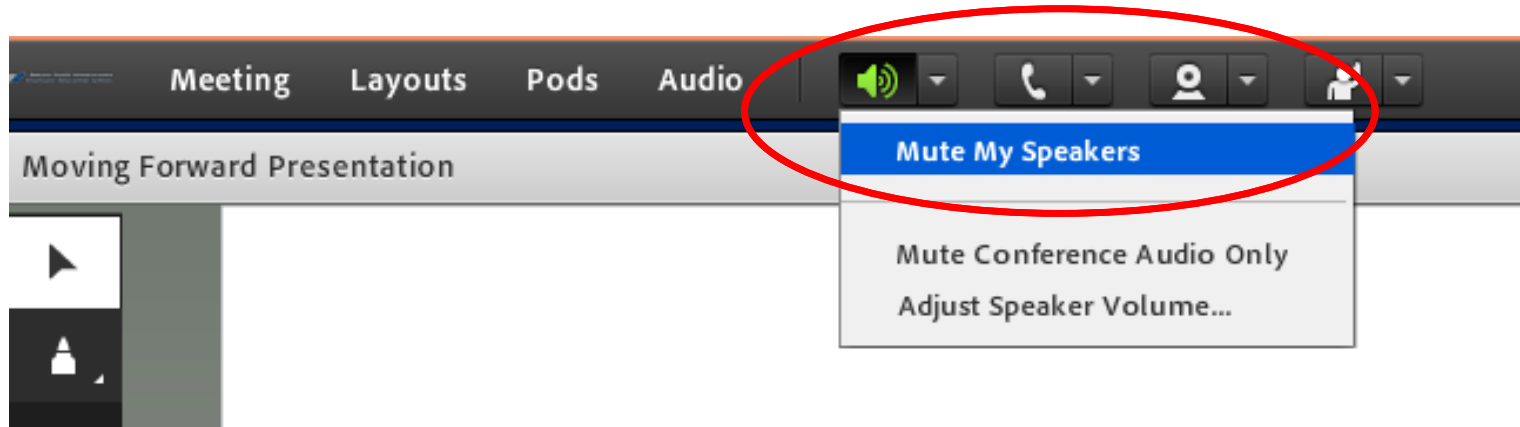 Meeting Layouts Pods Audio
Mute My Speakers
Moving Forward Presentation
Mute Conference Audio Only
Adjust Speaker Volume...